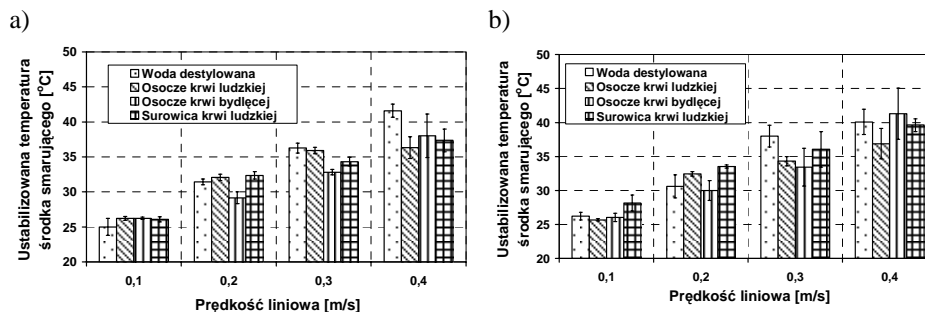 a)
Ustabilizowana temperatura
środka smarującego [°C]
50
45
40
35
30
25
20
Woda destylowana
Osocze krwi ludzkiej
Osocze krwi bydlęcej
Surowica krwi ludzkiej
0,1
0,2
0,3
0,4
Prędkość liniowa [m/s]
b)
Ustabilizowana temperatura
środka smarującego [°C]
50
45
40
35
30
25
20
Woda destylowana
Osocze krwi ludzkiej
Osocze krwi bydlęcej
Surowica krwi ludzkiej
0,1
0,2
0,3
0,4
Prędkość liniowa [m/s]